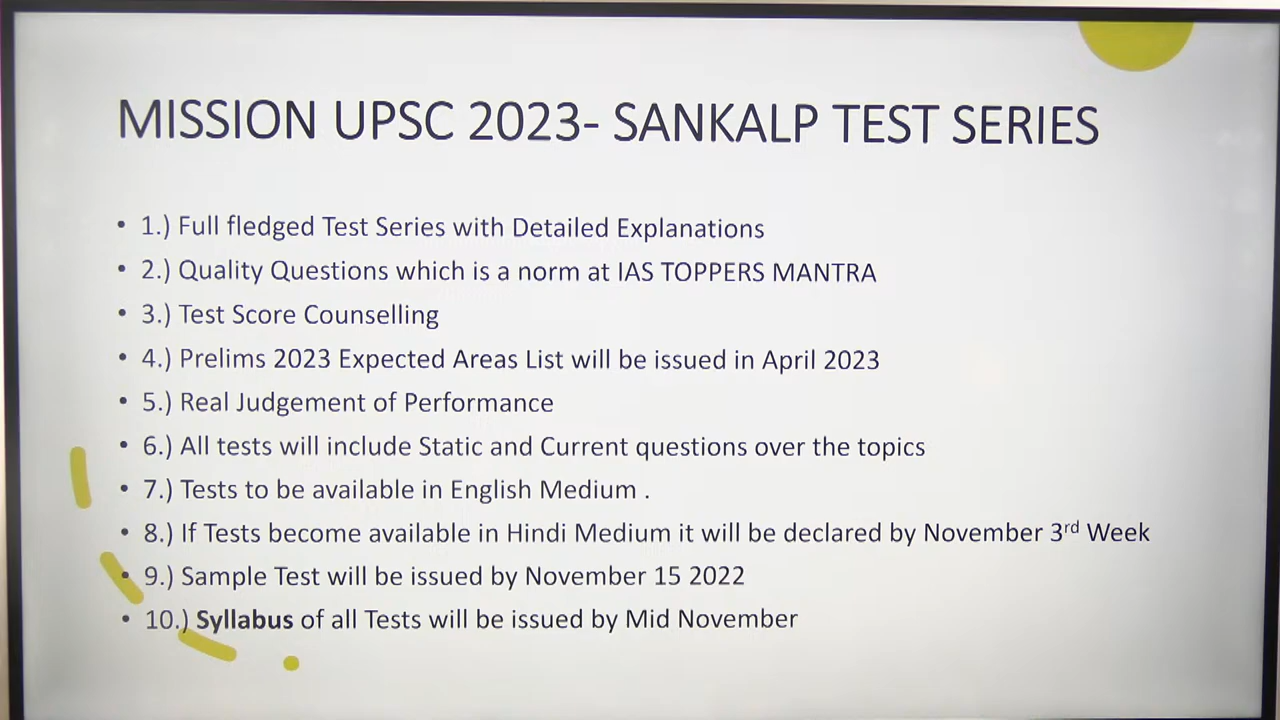 MISSION UPSC 2023- SANKALP TEST SERIES
• 1.) Full fledged Test Series with Detailed Explanations
• 2.) Quality Questions which is a norm at IAS TOPPERS MANTRA
• 3.) Test Score Counselling
• 4.) Prelims 2023 Expected Areas List will be issued in April 2023
• 5.) Real Judgement of Performance
• 6.) All tests will include Static and Current questions over the topics
• 7.) Tests to be available in English Medium .
• 8.) If Tests become available in Hindi Medium it will be declared by November 3rd Week
• 9.) Sample Test will be issued by November 15 2022
• 10.) Syllabus of all Tests will be issued by Mid November